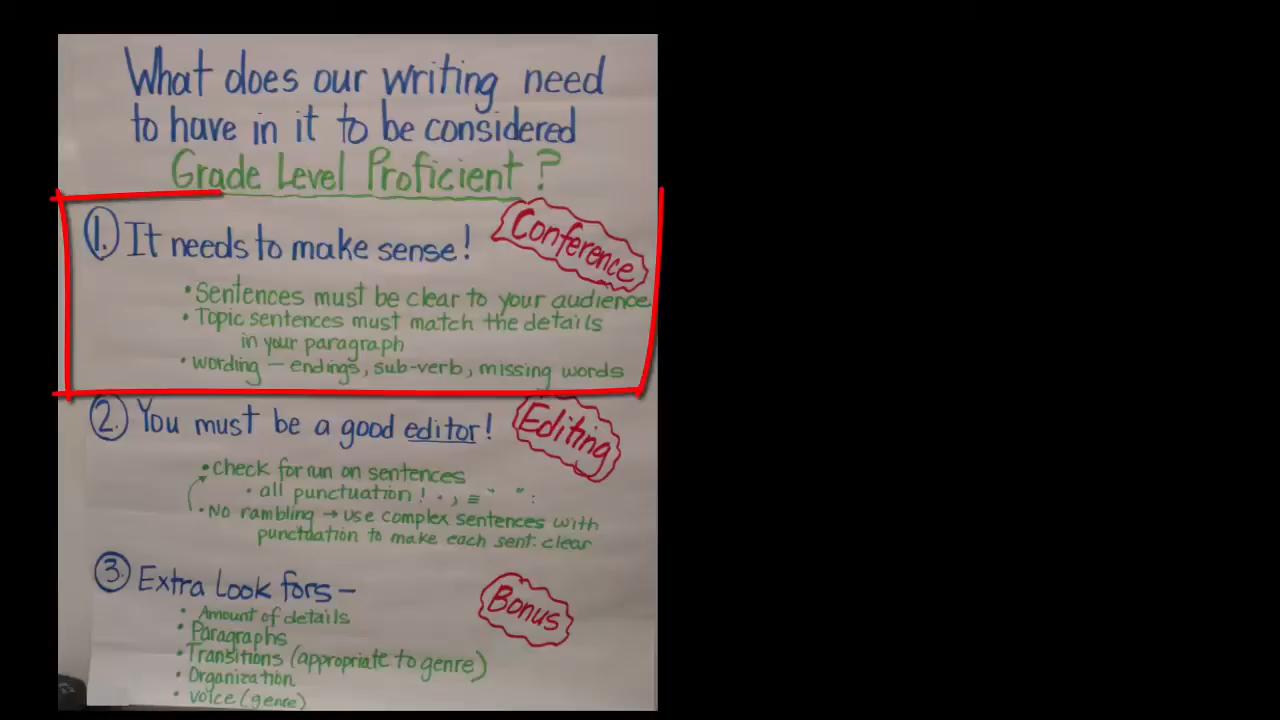 What does our writing need
to have in it to be considered
Grade Level Proficient?
1. It needs to make sense!
Conference
• Sentences must be clear to your audience
• Topic sentences must match the details
in your paragraph
• wording – endings, sub-verb, missing words
2. You must be a good editor!
Editing
• check for run on sentences
• all punctuation ! . , ≡ " " :
• No rambling → use complex sentences with
punctuation to make each sent. clear
3. Extra Look fors –
Bonus
• Amount of details
• Paragraphs
• Transitions (appropriate to genre)
• Organization
• voice (genre)